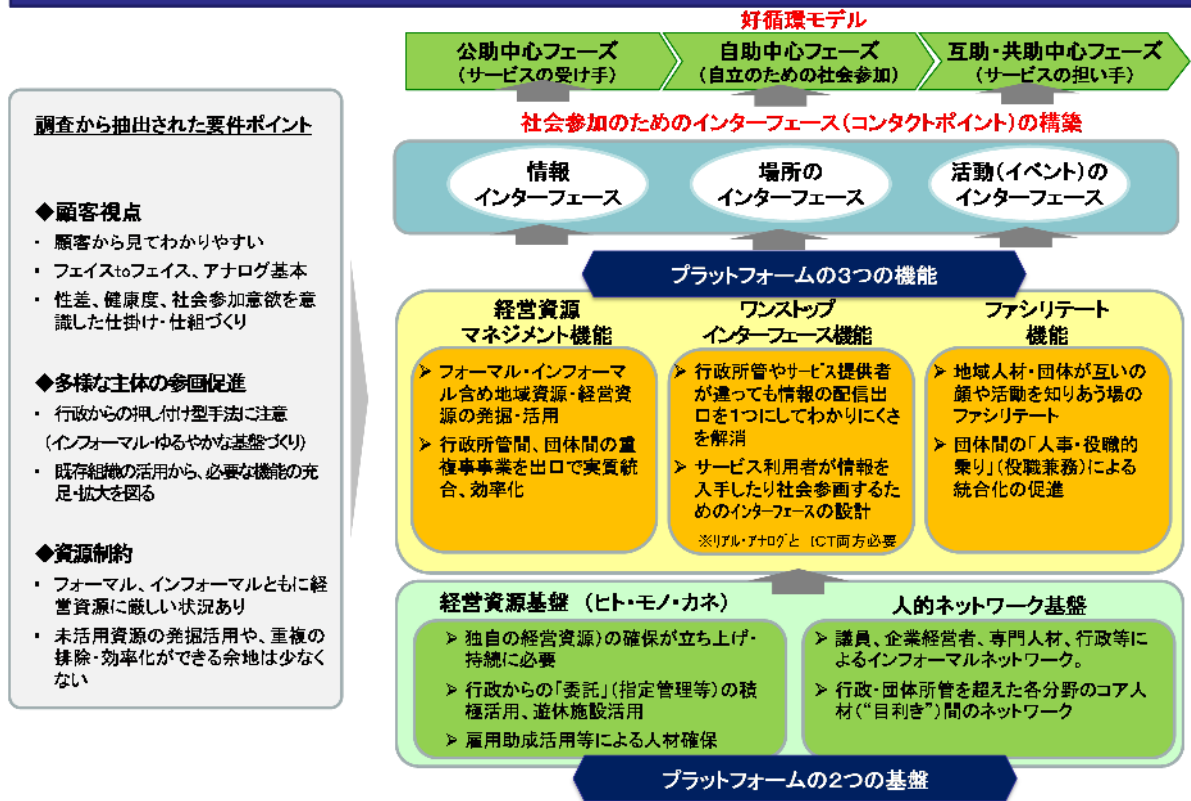 好循環モデル
公助中心フェーズ
(サービスの受け手)
自助中心フェーズ
(自立のための社会参加)
互助・共助中心フェーズ
(サービスの担い手)
社会参加のためのインターフェース(コンタクトポイント)の構築
情報
インターフェース
場所の
インターフェース
活動(イベント)の
インターフェース
調査から抽出された要件ポイント
◆顧客視点
・ 顧客から見てわかりやすい
・ フェイスtoフェイス、アナログ基本
・ 性差、健康度、社会参加意欲を意
識した仕掛け・仕組づくり
◆多様な主体の参画促進
・ 行政からの押し付け型手法に注意
(インフォーマル・ゆるやかな基盤づくり)
・ 既存組織の活用から、必要な機能の充
足・拡大を図る
◆資源制約
・ フォーマル、インフォーマルともに経
営資源に厳しい状況あり
・ 未活用資源の発掘活用や、重複の
排除・効率化ができる余地は少なく
ない
プラットフォームの3つの機能
経営資源
マネジメント機能
➢ フォーマル・インフォーマ
ル含め地域資源・経営資
源の発掘・活用
➢ 行政所管間、団体間の重
複事事業を出口で実質統
合、効率化
ワンストップ
インターフェース機能
➢ 行政所管やサービス提供者
が違っても情報の配信出
口を1つにしてわかりにくさ
を解消
➢ サービス利用者が情報を
入手したり社会参画するた
めのインターフェースの設計
※リアル・アナログと ICT両方必要
ファシリテート
機能
➢ 地域人材・団体が互いの
顔や活動を知りあう場の
ファシリテート
➢ 団体間の「人事・役職的
乗り」(役職兼務)による
統合化の促進
経営資源基盤 (ヒト・モノ・カネ)
➢ 独自の経営資源)の確保が立ち上げ・
持続に必要
➢ 行政からの「委託」(指定管理等)の積
極活用、遊休施設活用
➢ 雇用助成活用等による人材確保
人的ネットワーク基盤
➢ 議員、企業経営者、専門人材、行政等に
よるインフォーマルネットワーク。
➢ 行政・団体所管を超えた各分野のコア人
材(“目利き”)間のネットワーク
プラットフォームの2つの基盤